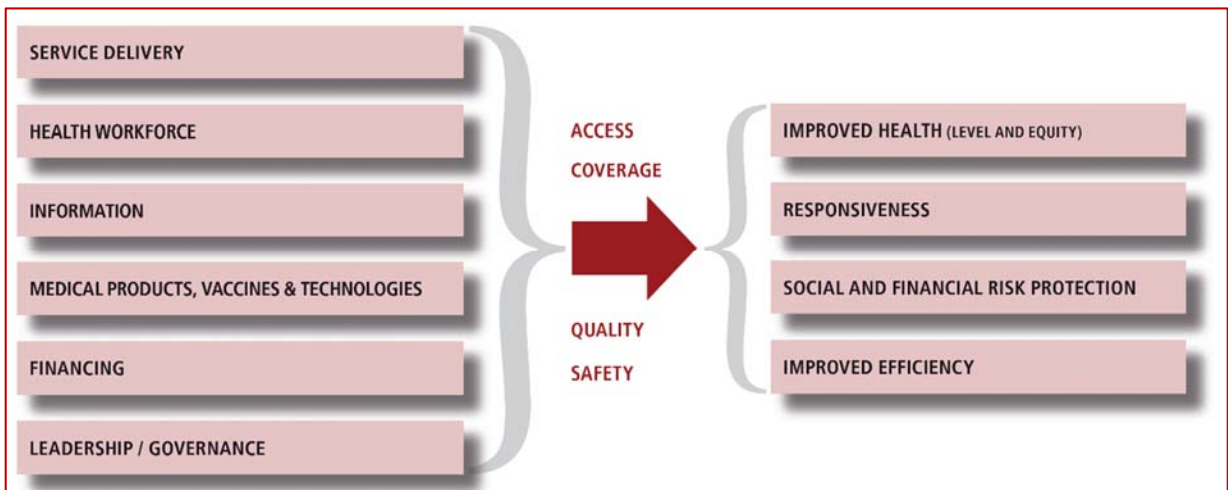 SERVICE DELIVERY
HEALTH WORKFORCE
INFORMATION
MEDICAL PRODUCTS, VACCINES & TECHNOLOGIES
FINANCING
LEADERSHIP / GOVERNANCE
ACCESS
COVERAGE
QUALITY
SAFETY
IMPROVED HEALTH (LEVEL AND EQUITY)
RESPONSIVENESS
SOCIAL AND FINANCIAL RISK PROTECTION
IMPROVED EFFICIENCY